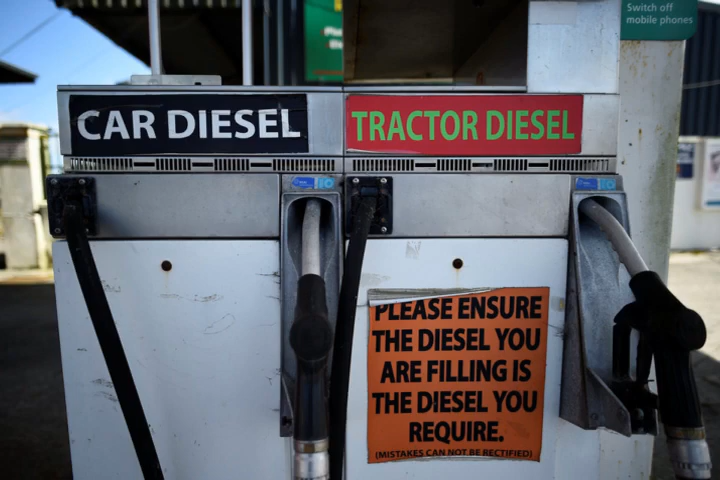 Switch off
mobile phones
CAR DIESEL
TRACTOR DIESEL
PLEASE ENSURE
THE DIESEL YOU
ARE FILLING IS
THE DIESEL YOU
REQUIRE.
(MISTAKES CAN NOT BE RECTIFIED)